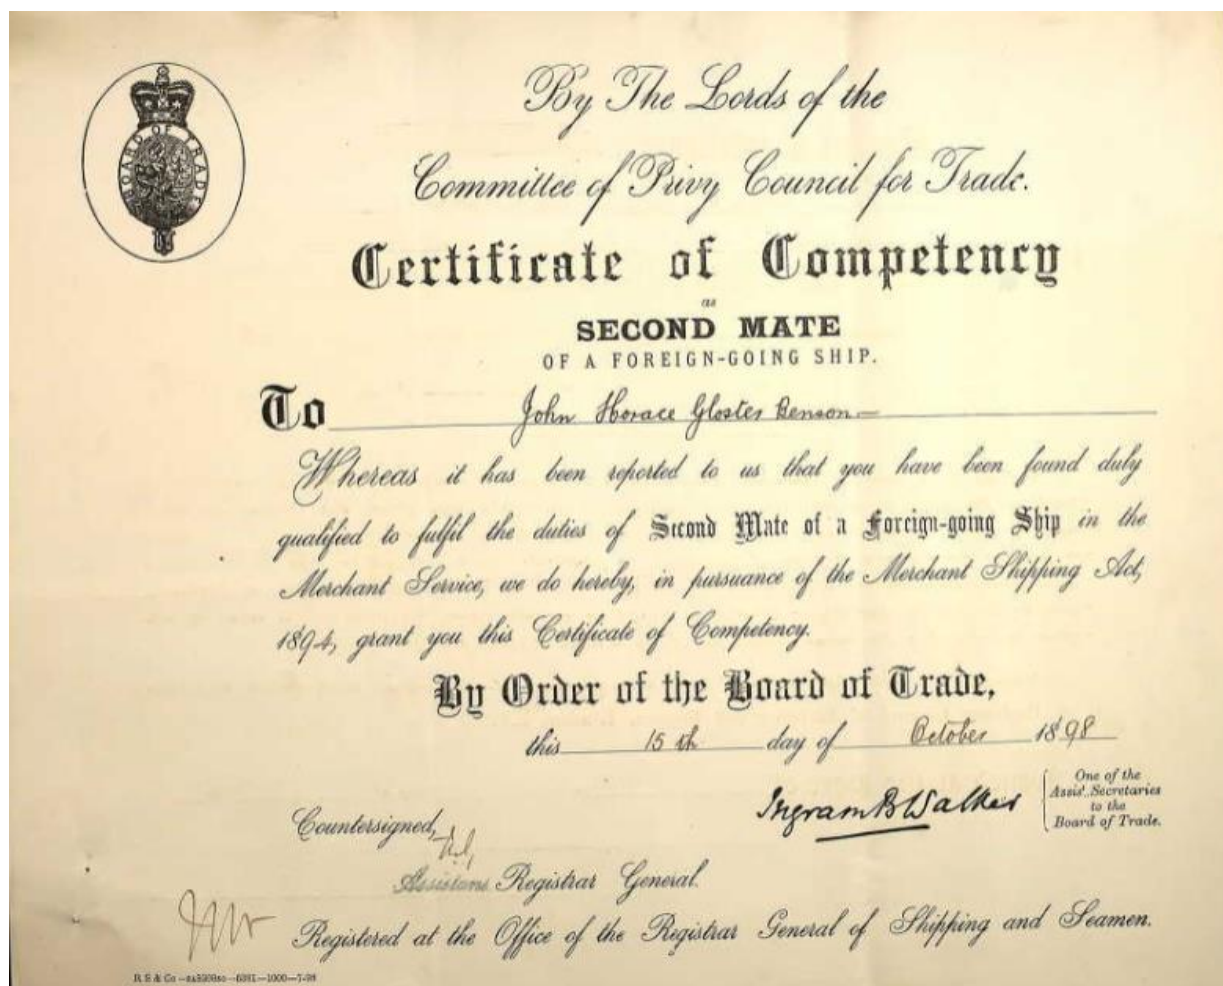 BOARD OF TRADE
By The Lords of the
Committee of Privy Council for Trade.
Certificate of Competency
as
SECOND MATE
OF A FOREIGN-GOING SHIP.
To John Horace Gloster Benson
Whereas it has been reported to us that you have been found duly
qualified to fulfil the duties of Second Mate of a Foreign-going Ship in the
Merchant Service, we do hereby, in pursuance of the Merchant Shipping Act,
1894, grant you this Certificate of Competency.
By Order of the Board of Trade,
this 15th day of October 1898
Ingram B Walker
One of the
Assist. Secretaries
to the
Board of Trade.
Countersigned,
Assistant Registrar General.
Registered at the Office of the Registrar General of Shipping and Seamen.
R S & Co